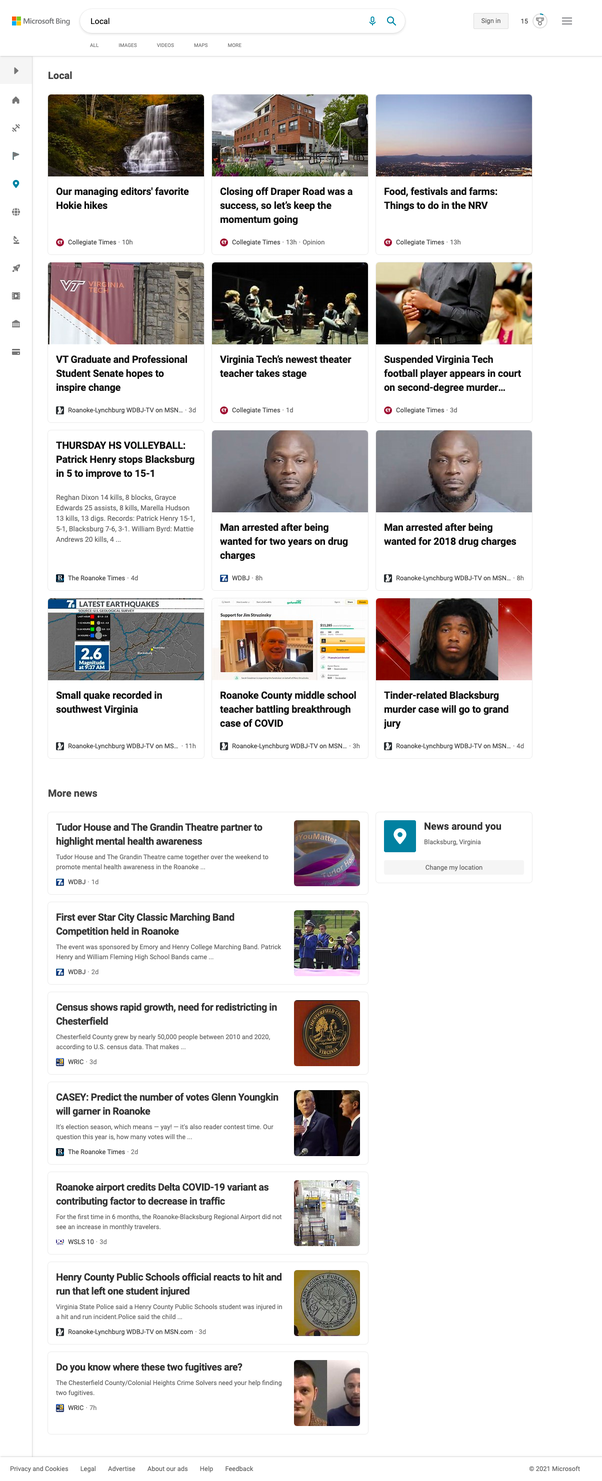 Microsoft Bing
Local
Sign in
15
ALL IMAGES VIDEOS MAPS MORE
Local
Our managing editors' favorite
Hokie hikes
Collegiate Times · 10h
Closing off Draper Road was a
success, so let's keep the
momentum going
Collegiate Times · 13h · Opinion
Food, festivals and farms:
Things to do in the NRV
Collegiate Times · 13h
VT VIRGINIA
TECH
VT Graduate and Professional
Student Senate hopes to
inspire change
Roanoke-Lynchburg WDBJ-TV on MSN... · 3d
Virginia Tech's newest theater
teacher takes stage
Collegiate Times · 1d
Suspended Virginia Tech
football player appears in court
on second-degree murder...
Collegiate Times · 3d
THURSDAY HS VOLLEYBALL:
Patrick Henry stops Blacksburg
in 5 to improve to 15-1
Reghan Dixon 14 kills, 8 blocks, Grayce
Edwards 25 assists, 8 kills, Marella Hudson
13 kills, 13 digs. Records: Patrick Henry 15-1,
5-1, Blacksburg 7-6, 3-1. William Byrd: Mattie
Andrews 20 kills, 4 ...
The Roanoke Times · 4d
Man arrested after being
wanted for two years on drug
charges
WDBJ · 8h
Man arrested after being
wanted for 2018 drug charges
Roanoke-Lynchburg WDBJ-TV on MSN... · 8h
7 LATEST EARTHQUAKES
SOURCE: U.S. GEOLOGICAL SURVEY
2.6
Magnitude
at 9:37 AM
Small quake recorded in
southwest Virginia
Roanoke-Lynchburg WDBJ-TV on MS... · 11h
Support for Jim Struzinsky
Roanoke County middle school
teacher battling breakthrough
case of COVID
Roanoke-Lynchburg WDBJ-TV on MSN... · 3h
Tinder-related Blacksburg
murder case will go to grand
jury
Roanoke-Lynchburg WDBJ-TV on MSN... · 4d
More news
Tudor House and The Grandin Theatre partner to
highlight mental health awareness
Tudor House and The Grandin Theatre came together over the weekend to
promote mental health awareness in the Roanoke ...
WDBJ · 1d
#YouMatter
News around you
Blacksburg, Virginia
Change my location
First ever Star City Classic Marching Band
Competition held in Roanoke
The event was sponsored by Emory and Henry College Marching Band. Patrick
Henry and William Fleming High School Bands came ...
WDBJ · 2d
Census shows rapid growth, need for redistricting in
Chesterfield
Chesterfield County grew by nearly 50,000 people between 2010 and 2020,
according to U.S. census data. That makes ...
WRIC · 3d
CASEY: Predict the number of votes Glenn Youngkin
will garner in Roanoke
It's election season, which means — yay! — it's also reader contest time. Our
question this year is, how many votes will the ...
The Roanoke Times · 2d
Roanoke airport credits Delta COVID-19 variant as
contributing factor to decrease in traffic
For the first time in 6 months, the Roanoke-Blacksburg Regional Airport did not
see an increase in monthly travelers.
WSLS 10 · 3d
Henry County Public Schools official reacts to hit and
run that left one student injured
Virginia State Police said a Henry County Public Schools student was injured in
a hit and run incident.Police said the child ...
Roanoke-Lynchburg WDBJ-TV on MSN.com · 3d
Do you know where these two fugitives are?
The Chesterfield County/Colonial Heights Crime Solvers need your help finding
two fugitives.
WRIC · 7h
Privacy and Cookies Legal Advertise About our ads Help Feedback © 2021 Microsoft